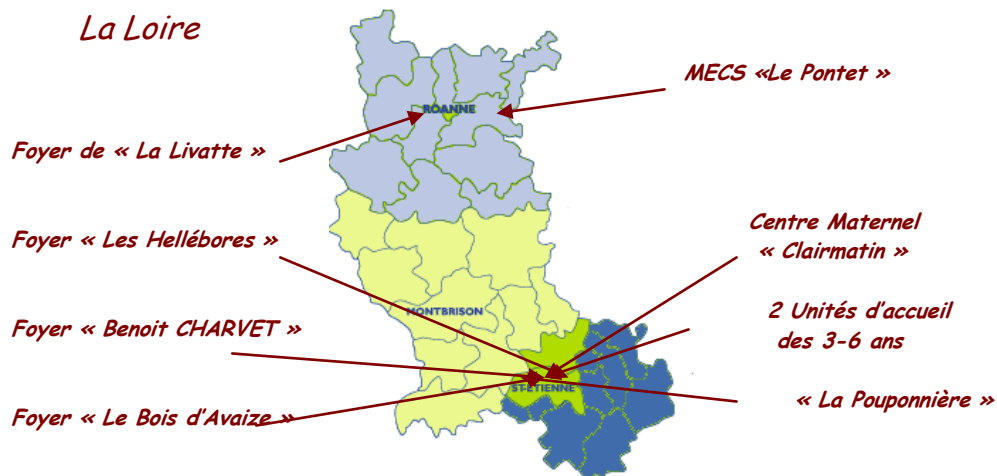 La Loire
MECS «Le Pontet »
ROANNE
Foyer de « La Livatte »
Foyer « Les Hellébores »
Centre Maternel
« Clairmatin »
MONTBRISON
2 Unités d'accueil
des 3-6 ans
Foyer « Benoit CHARVET »
ST-ETIENNE
« La Pouponnière »
Foyer « Le Bois d'Avaize »